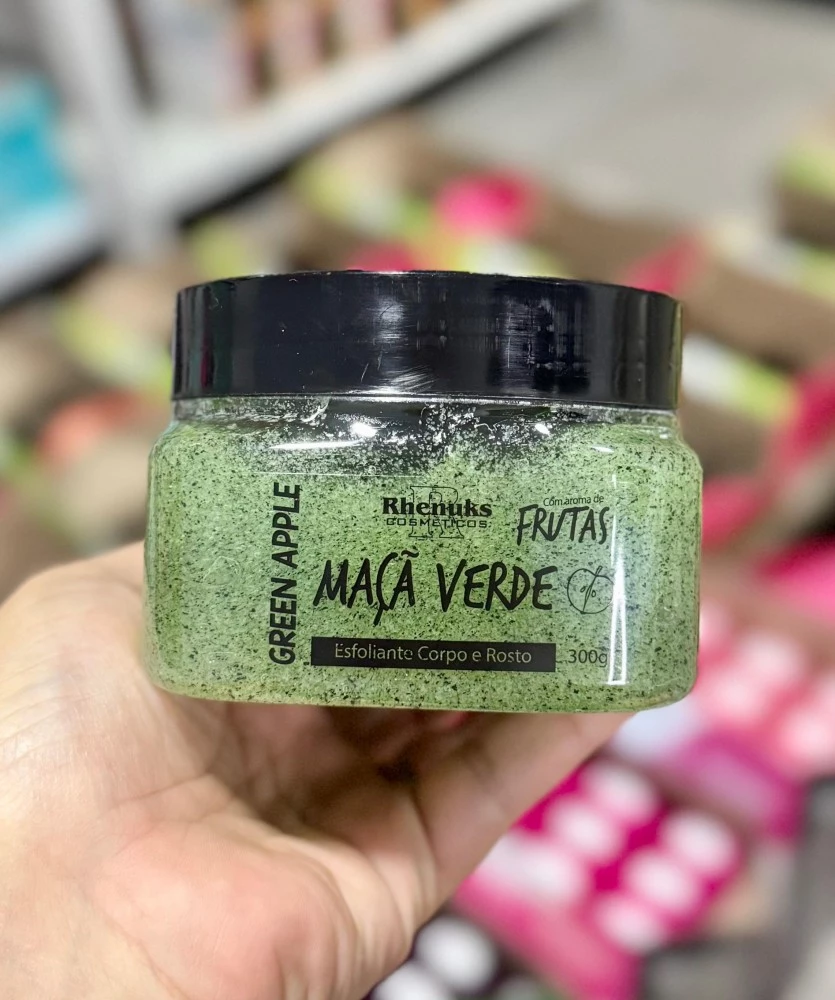 GREEN APPLE
Rhenuks
COSMÉTICOS
Com aroma de
FRUTAS
MAÇÃ VERDE
Esfoliante Corpo e Rosto
300g